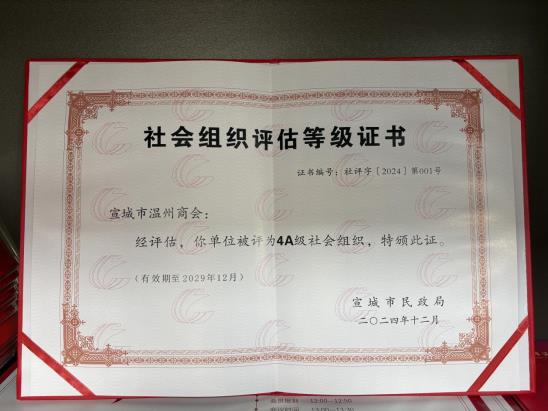 社会组织评估等级证书
证书编号：社评字［2024］第001号
宣城市温州商会：
经评估，你单位被评为4A级社会组织，特颁此证。
（有效期至2029年12月）
宣城市民政局
二〇二四年十二月
12:00—12:50